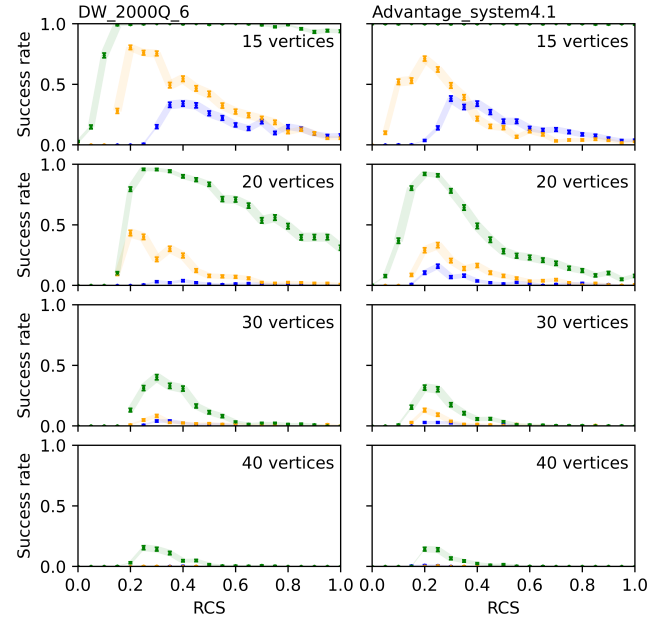 DW_2000Q_6
Advantage_system4.1
1.0
15 vertices
15 vertices
Success rate
0.5
0.0
1.0
20 vertices
20 vertices
Success rate
0.5
0.0
1.0
30 vertices
30 vertices
Success rate
0.5
0.0
1.0
40 vertices
40 vertices
Success rate
0.5
0.0
0.0 0.2 0.4 0.6 0.8 1.0 0.2 0.4 0.6 0.8 1.0
RCS
RCS